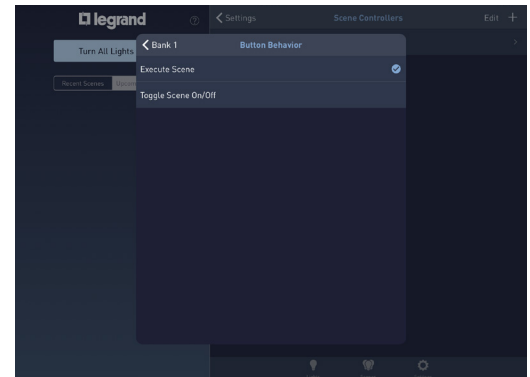 legrand
?
Settings
Scene Controllers
Edit +
Turn All Lights
Bank 1
Button Behavior
Execute Scene
Recent Scenes
Toggle Scene On/Off